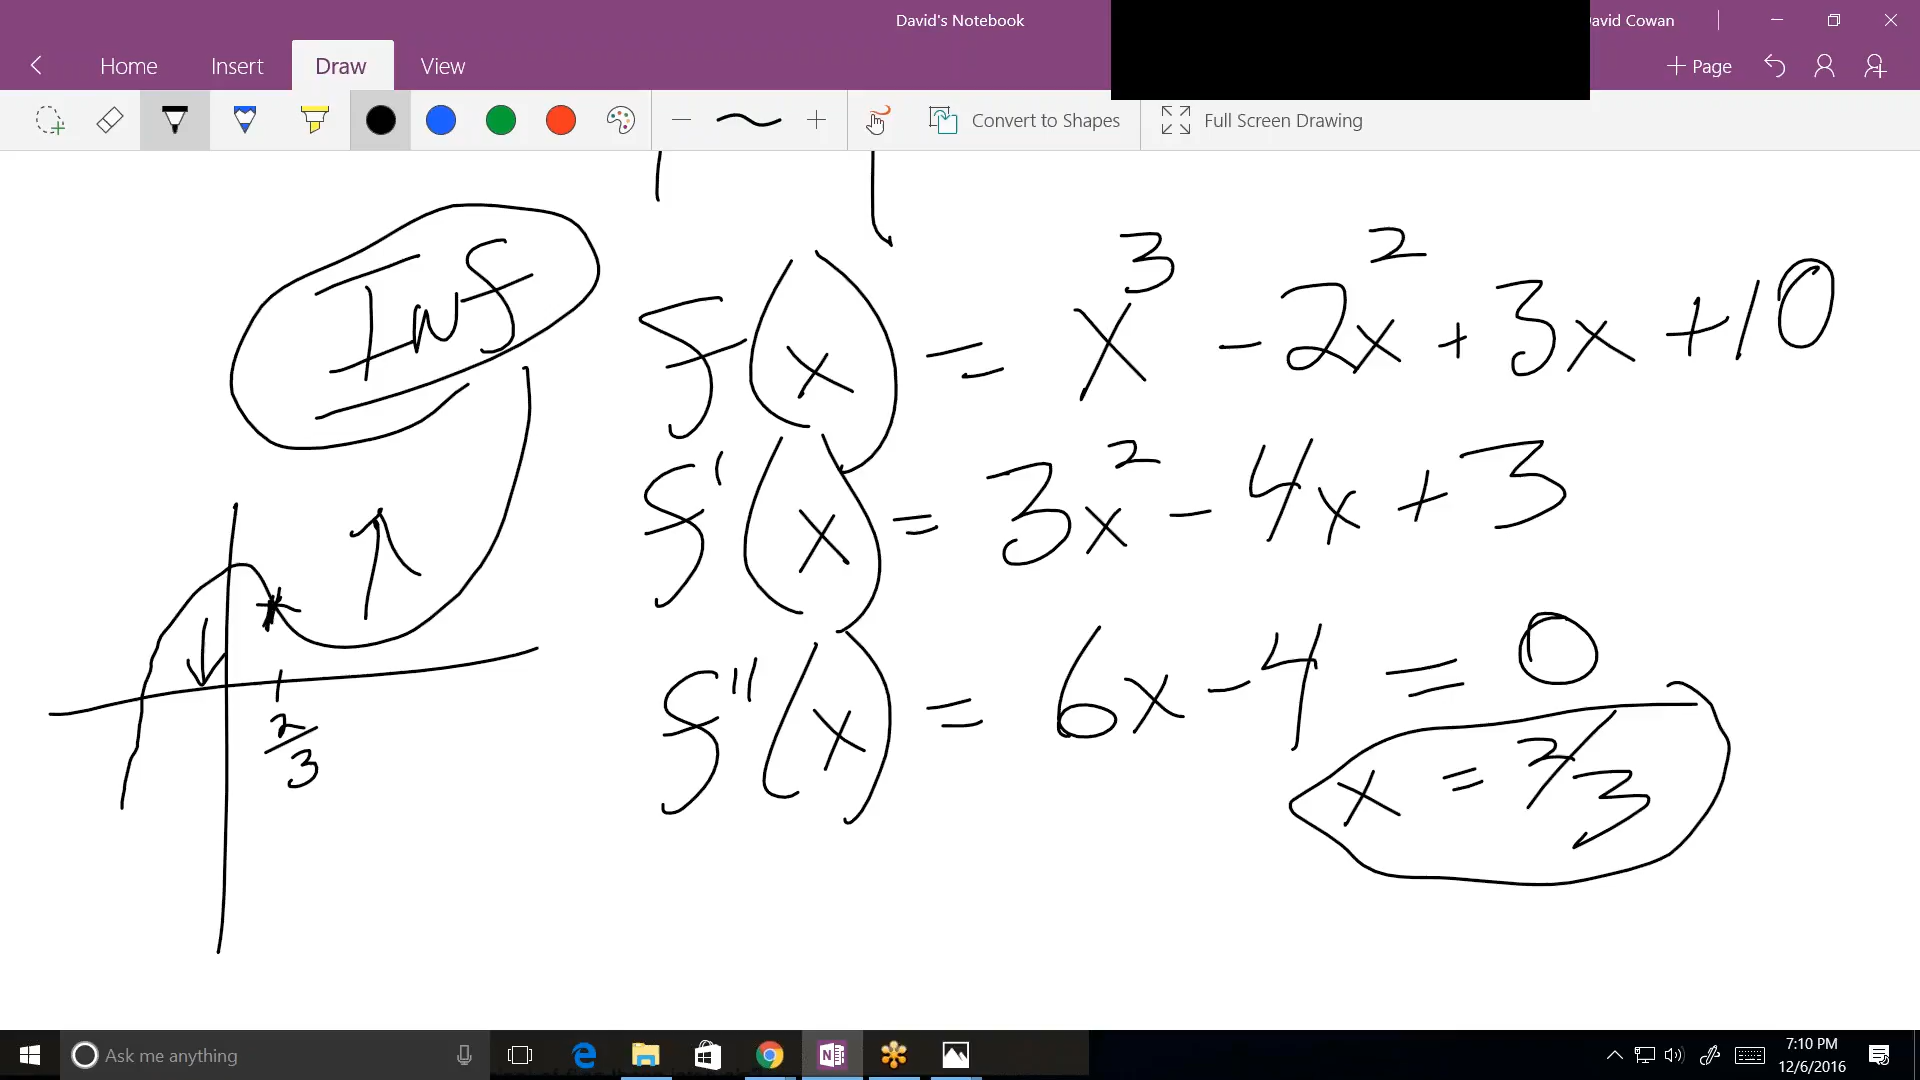 David's Notebook
avid Cowan
Home Insert Draw View
+ Page
Convert to Shapes
Full Screen Drawing
Inf
f(x) = x³ - 2x² + 3x + 10
f'(x) = 3x² - 4x + 3
f''(x) = 6x - 4 = 0
x = 2/3
2/3
Ask me anything
7:10 PM
12/6/2016